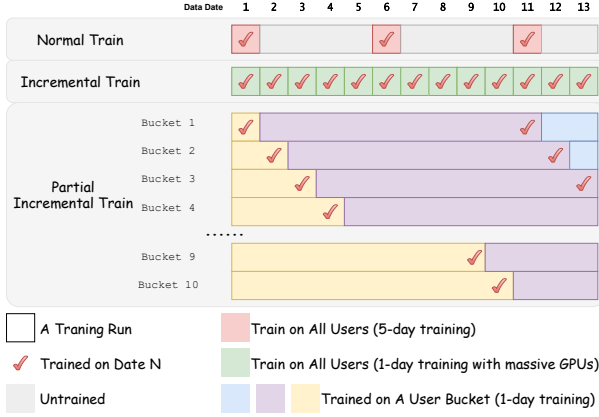 Data Date 1 2 3 4 5 6 7 8 9 10 11 12 13
Normal Train
Incremental Train
Bucket 1
Bucket 2
Bucket 3
Partial
Incremental Train
Bucket 4
......
Bucket 9
Bucket 10
A Traning Run
Train on All Users (5-day training)
Trained on Date N
Train on All Users (1-day training with massive GPUs)
Untrained
Trained on A User Bucket (1-day training)